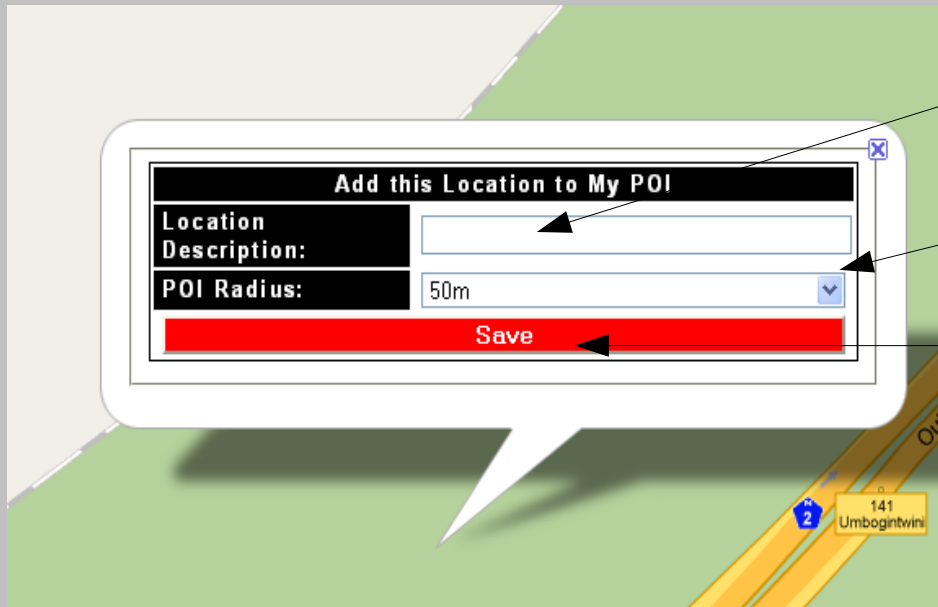 Add this Location to My POI
Location
Description:
POI Radius:
50m
Save
Ou
N
2
141
Umbogintwini